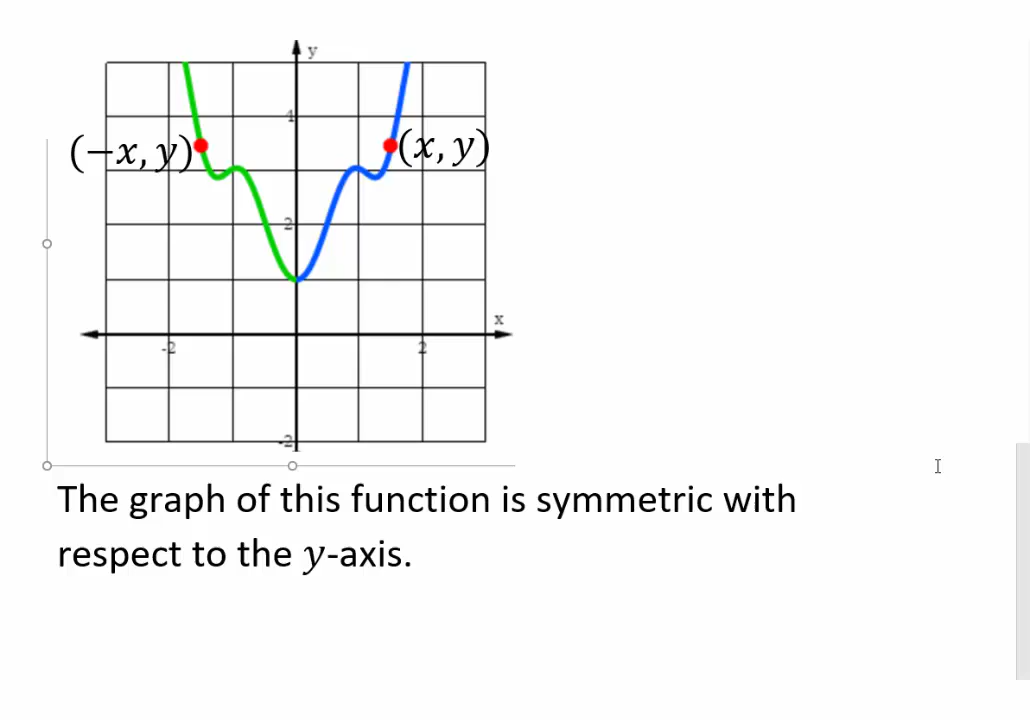 y
4
(−x, y)
(x, y)
2
x
-2
2
-2
The graph of this function is symmetric with
respect to the y-axis.